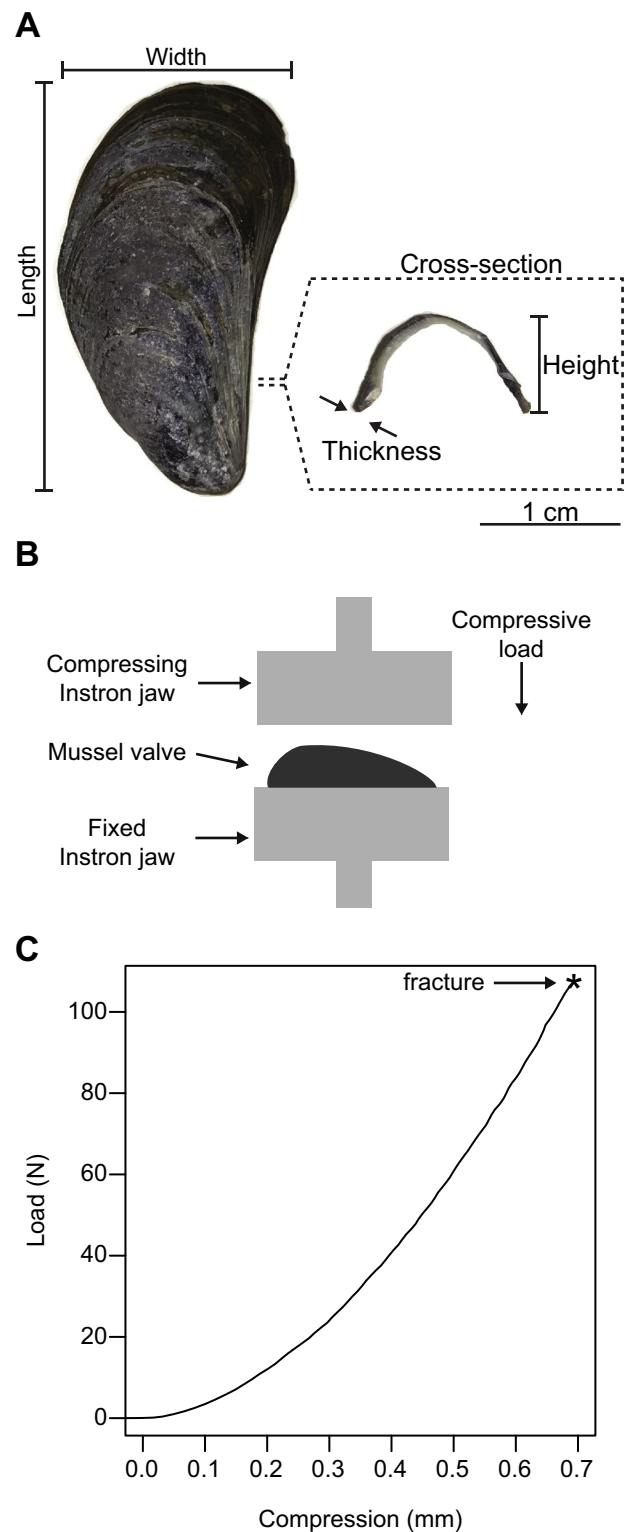 A
Width
Length
Cross-section
Height
Thickness
1 cm
B
Compressive
load
Compressing
Instron jaw
Mussel valve
Fixed
Instron jaw
C
fracture
*
100
80
60
40
20
0
Load (N)
0.0 0.1 0.2 0.3 0.4 0.5 0.6 0.7
Compression (mm)